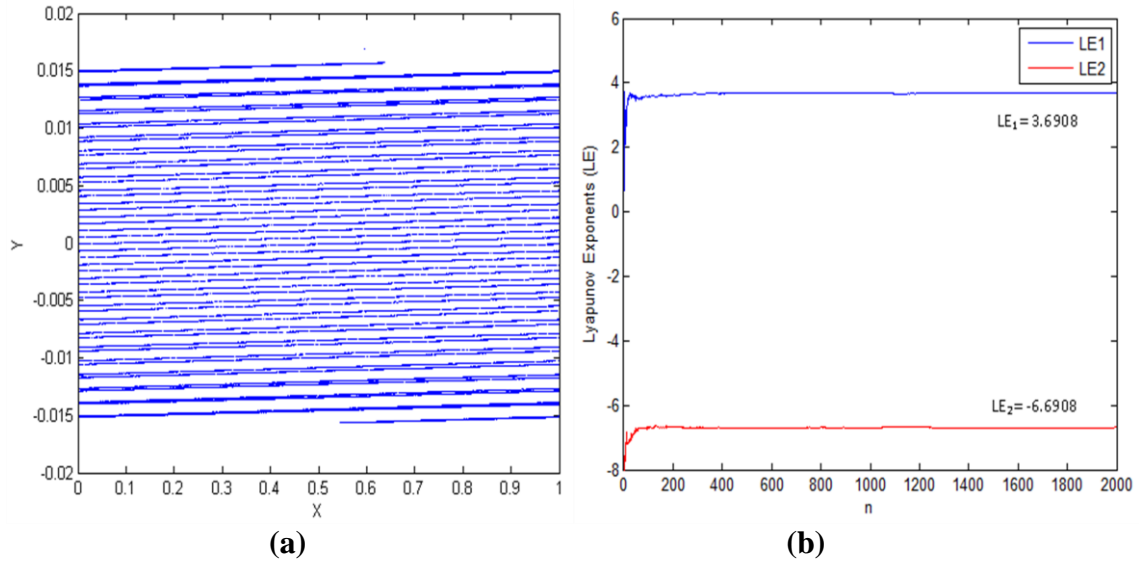 0.02
0.015
0.01
0.005
0
-0.005
-0.01
-0.015
-0.02
Y
0 0.1 0.2 0.3 0.4 0.5 0.6 0.7 0.8 0.9 1
X
(a)
6
4
2
0
-2
-4
-6
-8
Lyapunov Exponents (LE)
LE1
LE2
LE₁= 3.6908
LE₂= -6.6908
0 200 400 600 800 1000 1200 1400 1600 1800 2000
n
(b)